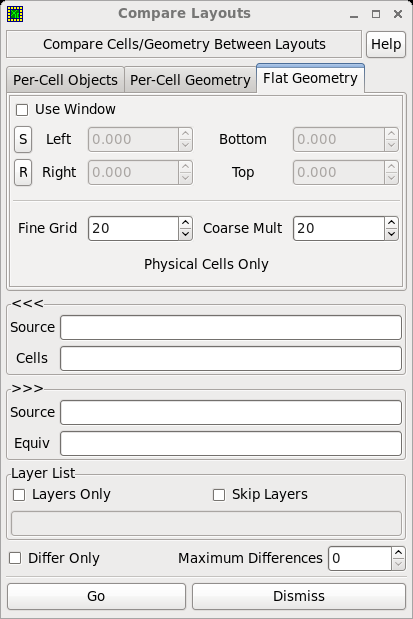 Compare Layouts
Compare Cells/Geometry Between Layouts Help
Per-Cell Objects Per-Cell Geometry Flat Geometry
Use Window
S Left 0.000 Bottom 0.000
R Right 0.000 Top 0.000
Fine Grid 20 Coarse Mult 20
Physical Cells Only
<<<
Source
Cells
>>>
Source
Equiv
Layer List
Layers Only Skip Layers
Differ Only Maximum Differences 0
Go Dismiss